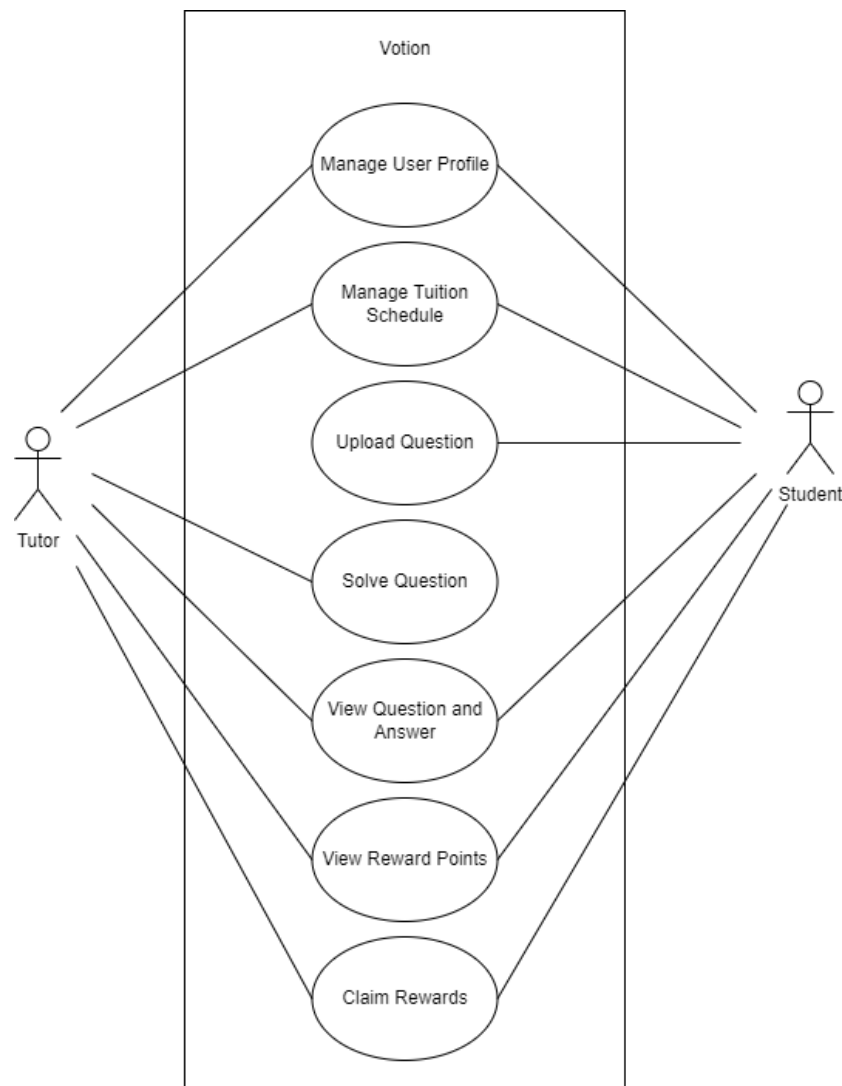 Votion
Manage User Profile
Manage Tuition
Schedule
Upload Question
Student
Tutor
Solve Question
View Question and
Answer
View Reward Points
Claim Rewards